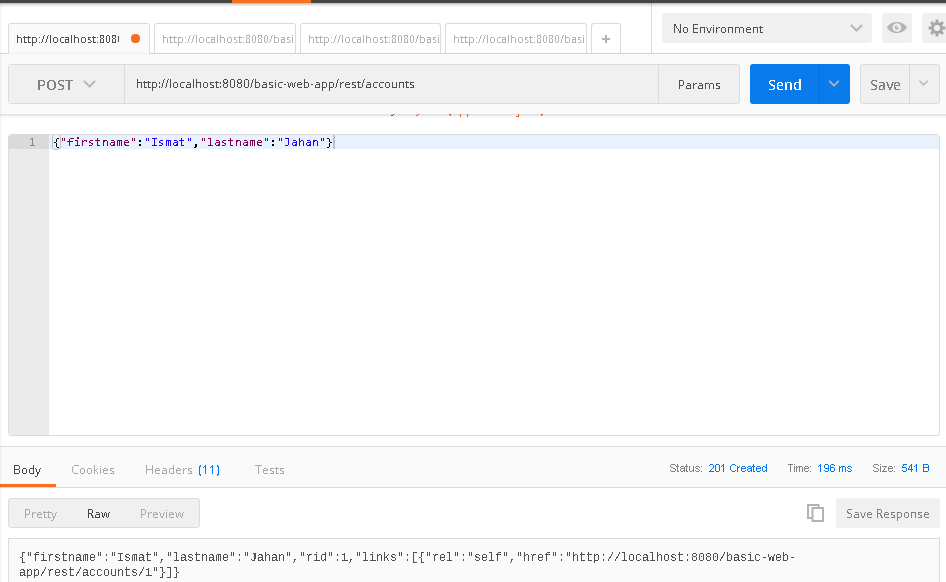 http://localhost:808
http://localhost:8080/basi
http://localhost:8080/basi
http://localhost:8080/basi
+
No Environment
POST
http://localhost:8080/basic-web-app/rest/accounts
Params
Send
Save
1
{"firstname":"Ismat","lastname":"Jahan"}
Body
Cookies
Headers (11)
Tests
Status: 201 Created
Time: 196 ms
Size: 541 B
Pretty
Raw
Preview
Save Response
{"firstname":"Ismat","lastname":"Jahan","rid":1,"links":[{"rel":"self","href":"http://localhost:8080/basic-web-
app/rest/accounts/1"}]}